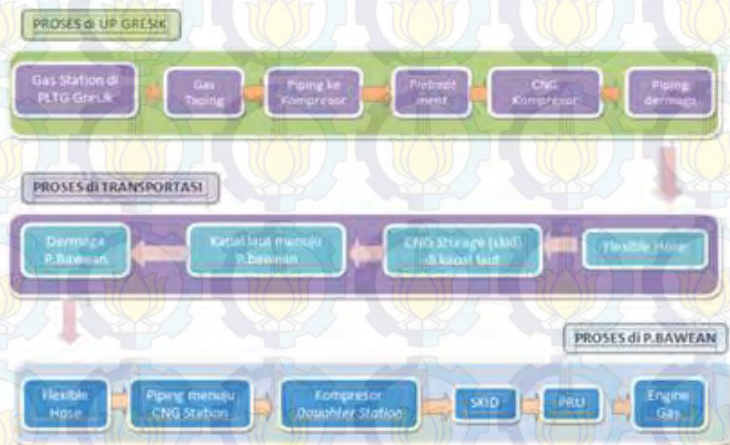 PROSES di UP GRESIK
Gas Station di
PLTG Gresik
Gas
Taping
Piping ke
Kompresor
Pretreat
ment
CNG
Kompresor
Piping
dermaga
PROSES di TRANSPORTASI
Dermaga
P.Bawean
Kapal laut menuju
P.bawean
CNG Storage (skid)
di kapal laut
Flexible Hose
PROSES di P.BAWEAN
Flexible
Hose
Piping menuju
CNG Station
Kompresor
Daughter Station
SKID
PRU
Engine
Gas